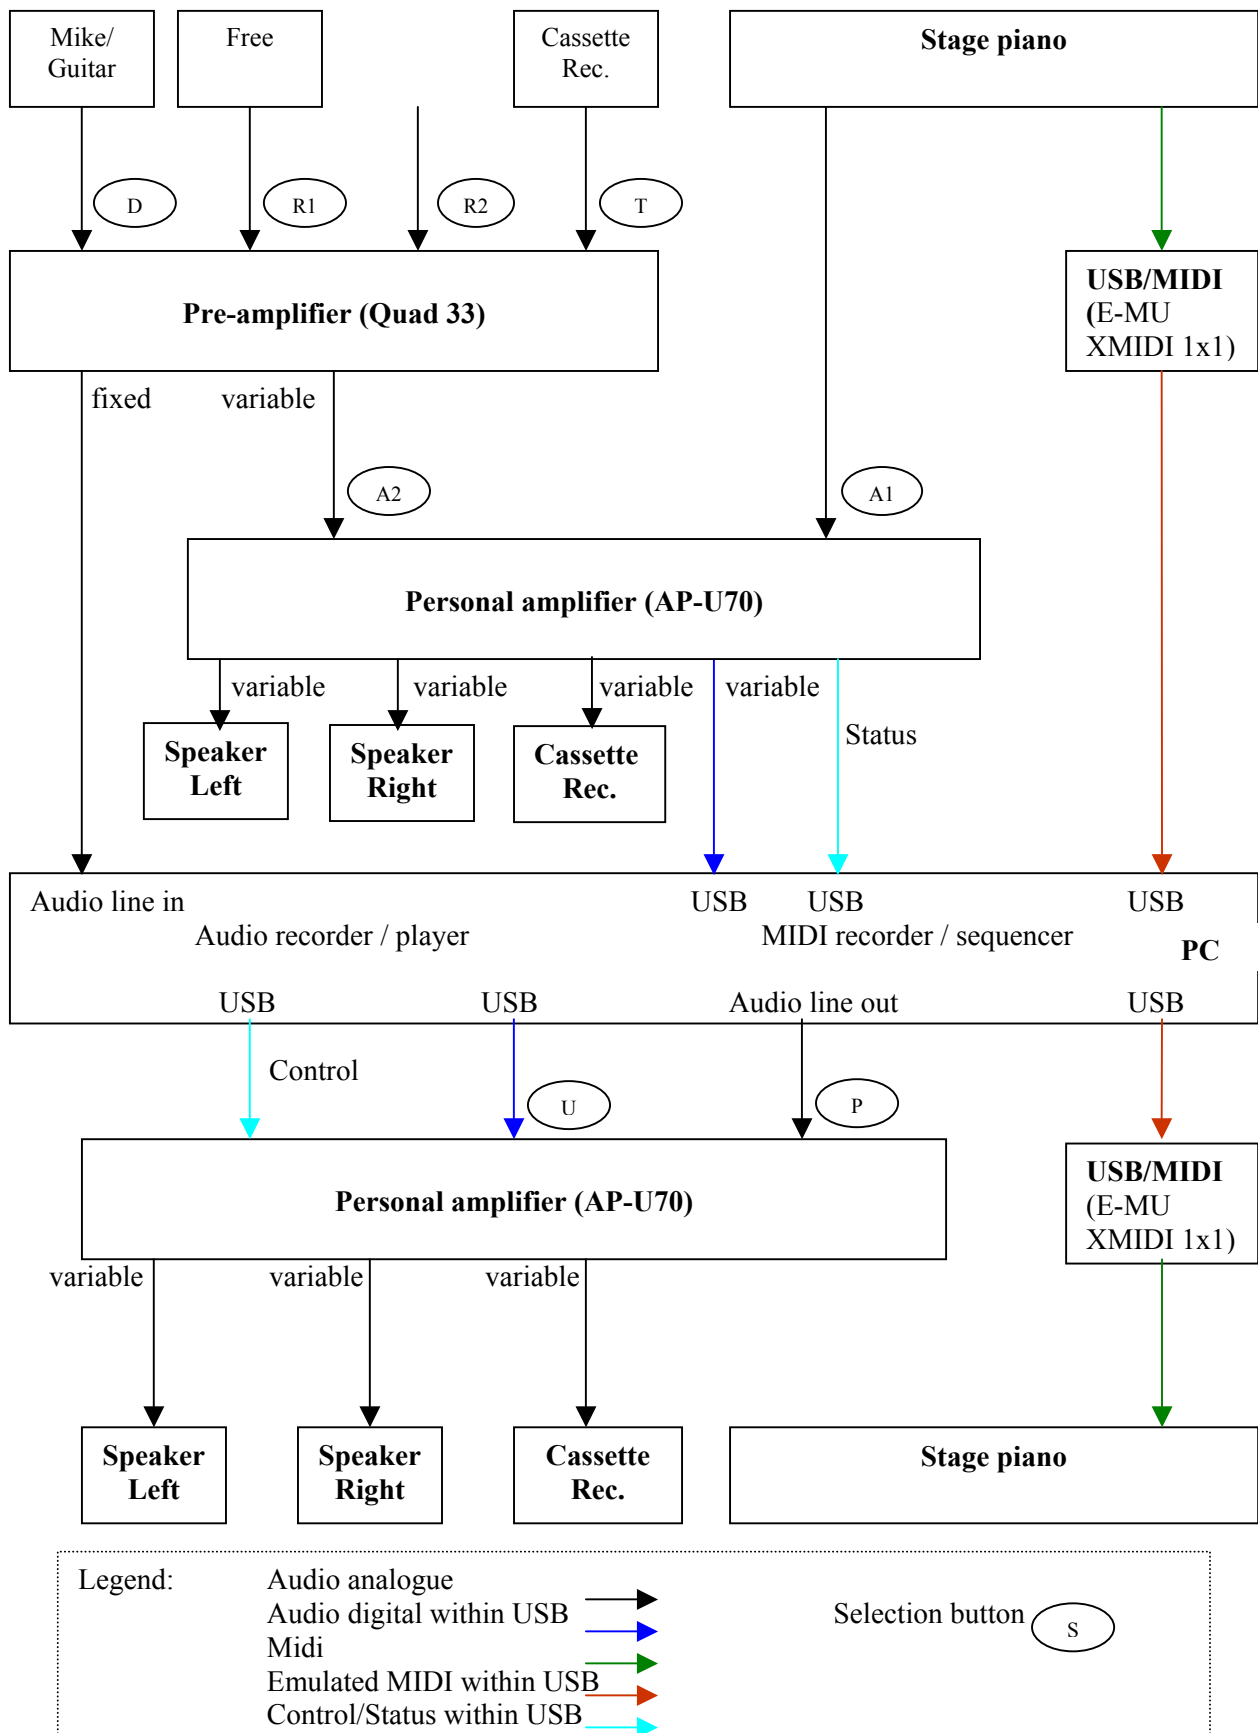 Mike/
Guitar
Free
Cassette
Rec.
Stage piano
D
R1
R2
T
Pre-amplifier (Quad 33)
USB/MIDI
(E-MU
XMIDI 1x1)
fixed
variable
A2
A1
Personal amplifier (AP-U70)
variable
variable
variable
variable
Status
Speaker
Left
Speaker
Right
Cassette
Rec.
Audio line in
USB
USB
USB
Audio recorder / player
MIDI recorder / sequencer
PC
USB
USB
Audio line out
USB
Control
U
P
Personal amplifier (AP-U70)
USB/MIDI
(E-MU
XMIDI 1x1)
variable
variable
variable
Speaker
Left
Speaker
Right
Cassette
Rec.
Stage piano
Legend:
Audio analogue
Audio digital within USB
Midi
Emulated MIDI within USB
Control/Status within USB
Selection button
S